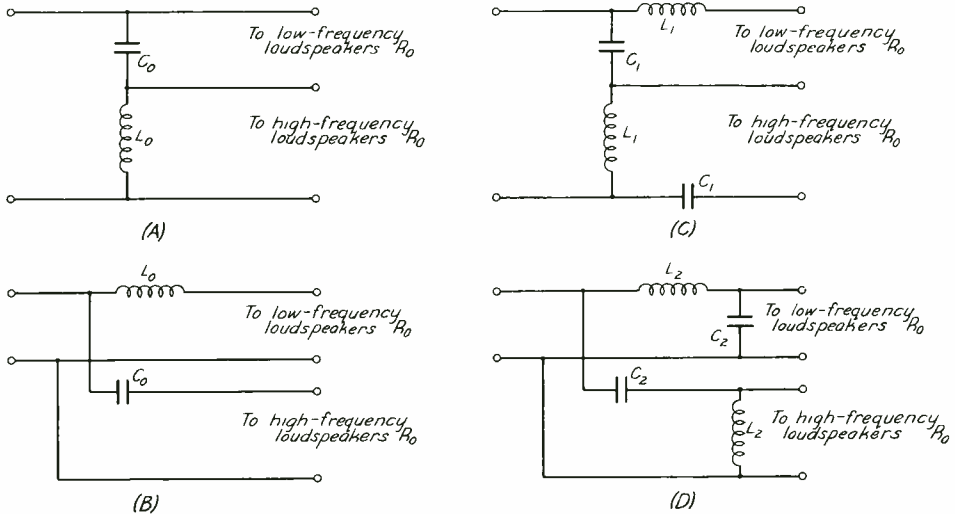 To low-frequency
loudspeakers R₀
C₀
To high-frequency
loudspeakers R₀
L₀
(A)
L₁
To low-frequency
loudspeakers R₀
C₁
To high-frequency
loudspeakers R₀
L₁
C₁
(C)
L₀
To low-frequency
loudspeakers R₀
C₀
To high-frequency
loudspeakers R₀
(B)
L₂
To low-frequency
loudspeakers R₀
C₂
C₂
To high-frequency
loudspeakers R₀
L₂
(D)